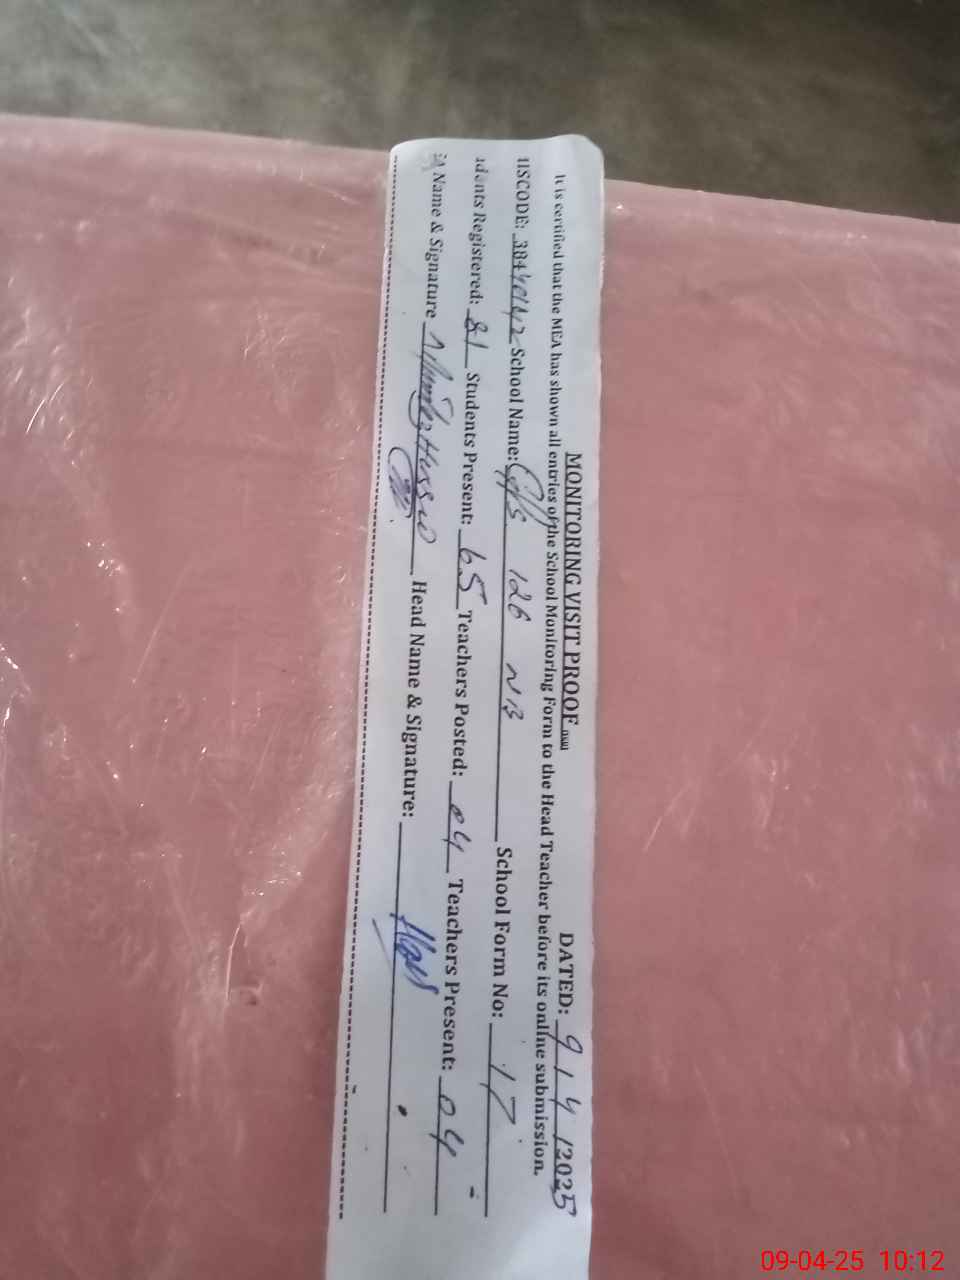 MONITORING VISIT PROOF DATED: 9 / 4 /2025
It is certified that the MEA has shown all entries of the School Monitoring Form to the Head Teacher before its online submission.
School Name: 126 NB School Form No: 17
Registered: 81 Students Present: 65 Teachers Posted: 04 Teachers Present: 04
Name & Signature Head Name & Signature:
09-04-25 10:12